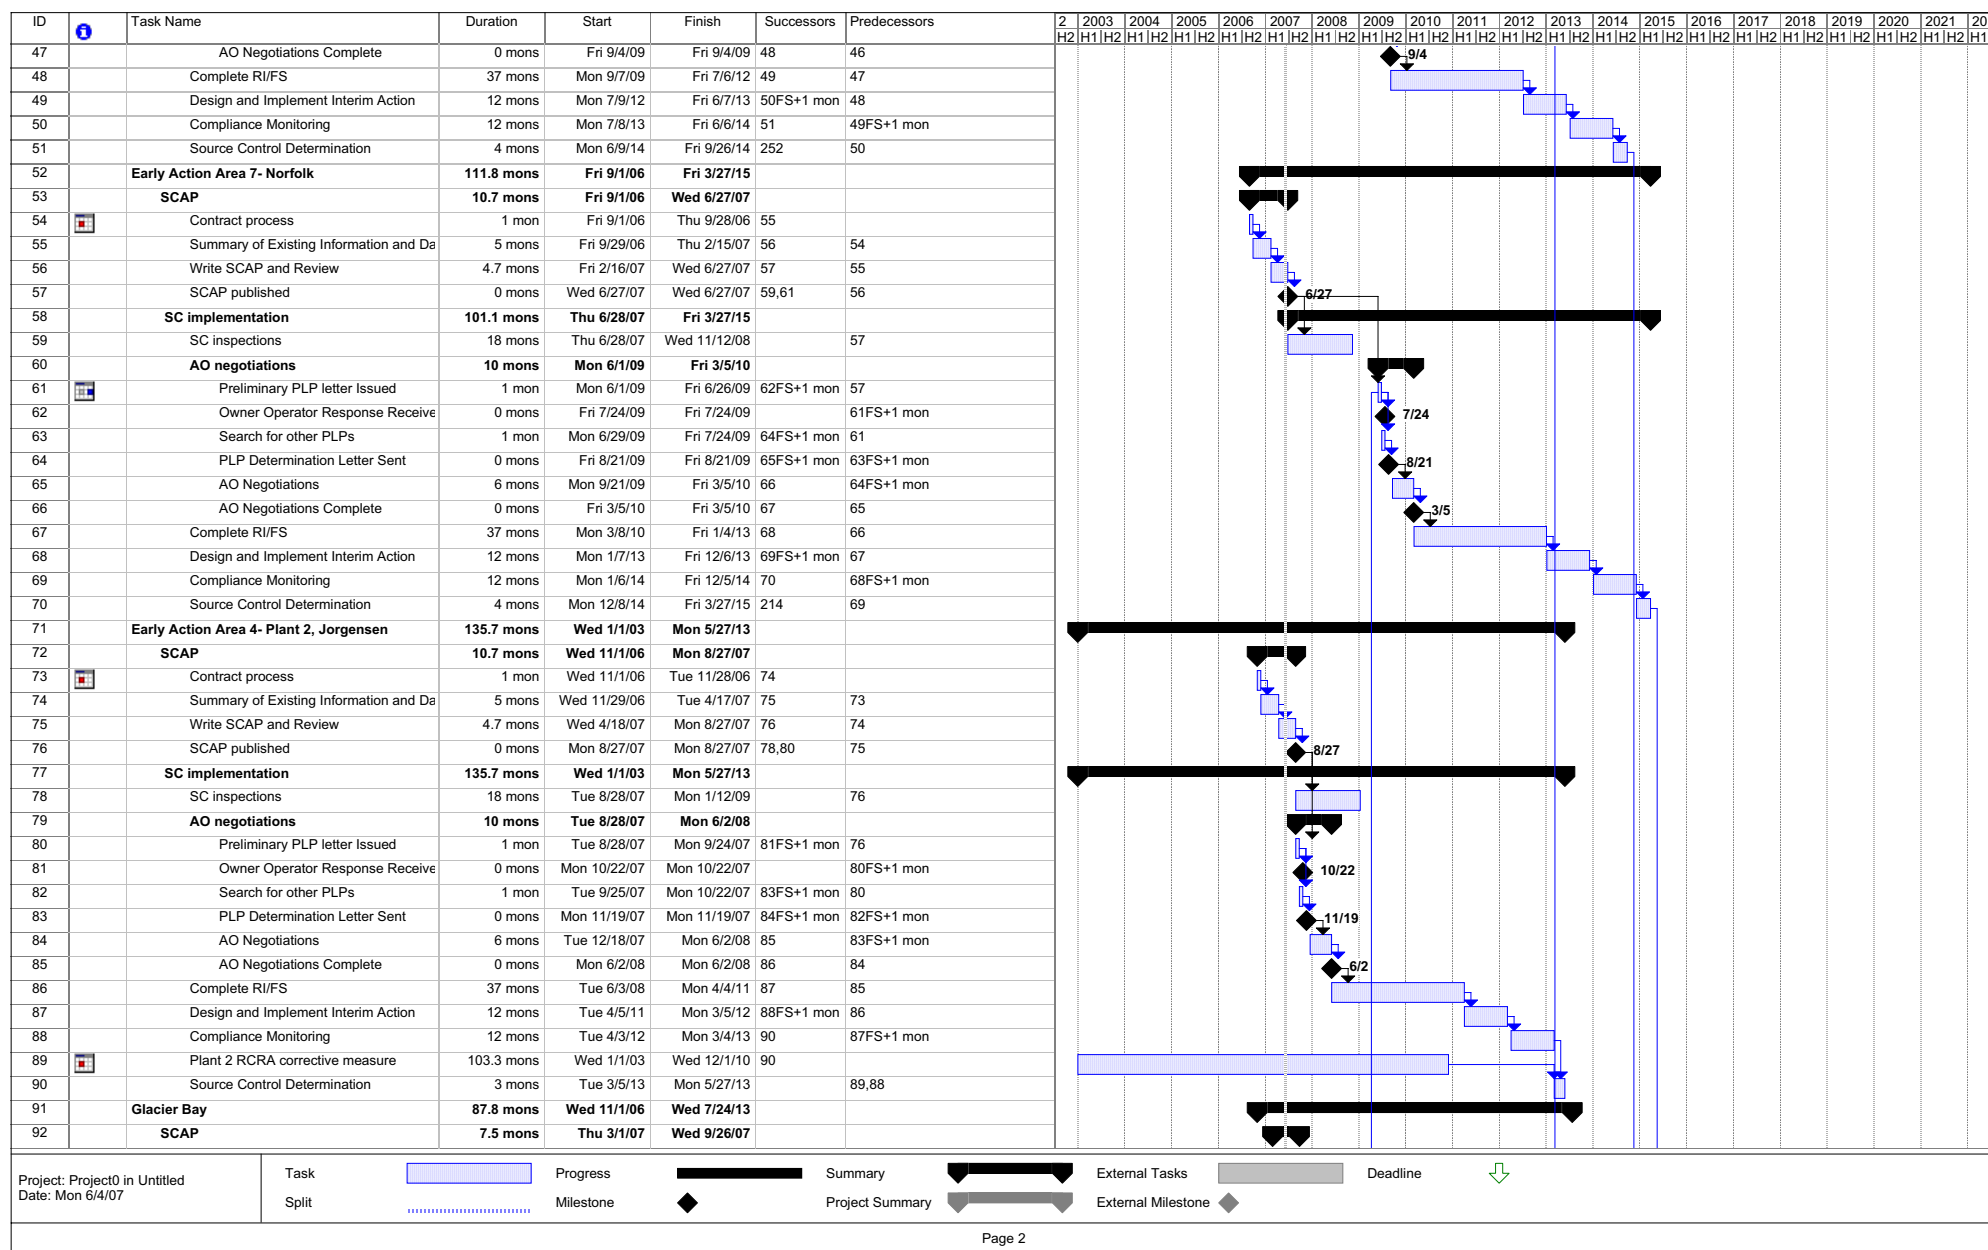 ID Task Name Duration Start Finish Successors Predecessors 2 2003 2004 2005 2006 2007 2008 2009 2010 2011 2012 2013 2014 2015 2016 2017 2018 2019 2020 2021 20
H2 H1 H2 H1 H2 H1 H2 H1 H2 H1 H2 H1 H2 H1 H2 H1 H2 H1 H2 H1 H2 H1 H2 H1 H2 H1 H2 H1 H2 H1 H2 H1 H2 H1 H2 H1 H2 H1 H2 H1
47 AO Negotiations Complete 0 mons Fri 9/4/09 Fri 9/4/09 48 46 9/4
48 Complete RI/FS 37 mons Mon 9/7/09 Fri 7/6/12 49 47
49 Design and Implement Interim Action 12 mons Mon 7/9/12 Fri 6/7/13 50FS+1 mon 48
50 Compliance Monitoring 12 mons Mon 7/8/13 Fri 6/6/14 51 49FS+1 mon
51 Source Control Determination 4 mons Mon 6/9/14 Fri 9/26/14 252 50
52 Early Action Area 7- Norfolk 111.8 mons Fri 9/1/06 Fri 3/27/15
53 SCAP 10.7 mons Fri 9/1/06 Wed 6/27/07
54 Contract process 1 mon Fri 9/1/06 Thu 9/28/06 55
55 Summary of Existing Information and Da 5 mons Fri 9/29/06 Thu 2/15/07 56 54
56 Write SCAP and Review 4.7 mons Fri 2/16/07 Wed 6/27/07 57 55
57 SCAP published 0 mons Wed 6/27/07 Wed 6/27/07 59,61 56 6/27
58 SC implementation 101.1 mons Thu 6/28/07 Fri 3/27/15
59 SC inspections 18 mons Thu 6/28/07 Wed 11/12/08 57
60 AO negotiations 10 mons Mon 6/1/09 Fri 3/5/10
61 Preliminary PLP letter Issued 1 mon Mon 6/1/09 Fri 6/26/09 62FS+1 mon 57
62 Owner Operator Response Receive 0 mons Fri 7/24/09 Fri 7/24/09 61FS+1 mon 7/24
63 Search for other PLPs 1 mon Mon 6/29/09 Fri 7/24/09 64FS+1 mon 61
64 PLP Determination Letter Sent 0 mons Fri 8/21/09 Fri 8/21/09 65FS+1 mon 63FS+1 mon 8/21
65 AO Negotiations 6 mons Mon 9/21/09 Fri 3/5/10 66 64FS+1 mon
66 AO Negotiations Complete 0 mons Fri 3/5/10 Fri 3/5/10 67 65 3/5
67 Complete RI/FS 37 mons Mon 3/8/10 Fri 1/4/13 68 66
68 Design and Implement Interim Action 12 mons Mon 1/7/13 Fri 12/6/13 69FS+1 mon 67
69 Compliance Monitoring 12 mons Mon 1/6/14 Fri 12/5/14 70 68FS+1 mon
70 Source Control Determination 4 mons Mon 12/8/14 Fri 3/27/15 214 69
71 Early Action Area 4- Plant 2, Jorgensen 135.7 mons Wed 1/1/03 Mon 5/27/13
72 SCAP 10.7 mons Wed 11/1/06 Mon 8/27/07
73 Contract process 1 mon Wed 11/1/06 Tue 11/28/06 74
74 Summary of Existing Information and Da 5 mons Wed 11/29/06 Tue 4/17/07 75 73
75 Write SCAP and Review 4.7 mons Wed 4/18/07 Mon 8/27/07 76 74
76 SCAP published 0 mons Mon 8/27/07 Mon 8/27/07 78,80 75 8/27
77 SC implementation 135.7 mons Wed 1/1/03 Mon 5/27/13
78 SC inspections 18 mons Tue 8/28/07 Mon 1/12/09 76
79 AO negotiations 10 mons Tue 8/28/07 Mon 6/2/08
80 Preliminary PLP letter Issued 1 mon Tue 8/28/07 Mon 9/24/07 81FS+1 mon 76
81 Owner Operator Response Receive 0 mons Mon 10/22/07 Mon 10/22/07 80FS+1 mon 10/22
82 Search for other PLPs 1 mon Tue 9/25/07 Mon 10/22/07 83FS+1 mon 80
83 PLP Determination Letter Sent 0 mons Mon 11/19/07 Mon 11/19/07 84FS+1 mon 82FS+1 mon 11/19
84 AO Negotiations 6 mons Tue 12/18/07 Mon 6/2/08 85 83FS+1 mon
85 AO Negotiations Complete 0 mons Mon 6/2/08 Mon 6/2/08 86 84 6/2
86 Complete RI/FS 37 mons Tue 6/3/08 Mon 4/4/11 87 85
87 Design and Implement Interim Action 12 mons Tue 4/5/11 Mon 3/5/12 88FS+1 mon 86
88 Compliance Monitoring 12 mons Tue 4/3/12 Mon 3/4/13 90 87FS+1 mon
89 Plant 2 RCRA corrective measure 103.3 mons Wed 1/1/03 Wed 12/1/10 90
90 Source Control Determination 3 mons Tue 3/5/13 Mon 5/27/13 89,88
91 Glacier Bay 87.8 mons Wed 11/1/06 Wed 7/24/13
92 SCAP 7.5 mons Thu 3/1/07 Wed 9/26/07
Project: Project0 in Untitled
Date: Mon 6/4/07
Task Progress Summary External Tasks Deadline
Split Milestone Project Summary External Milestone
Page 2